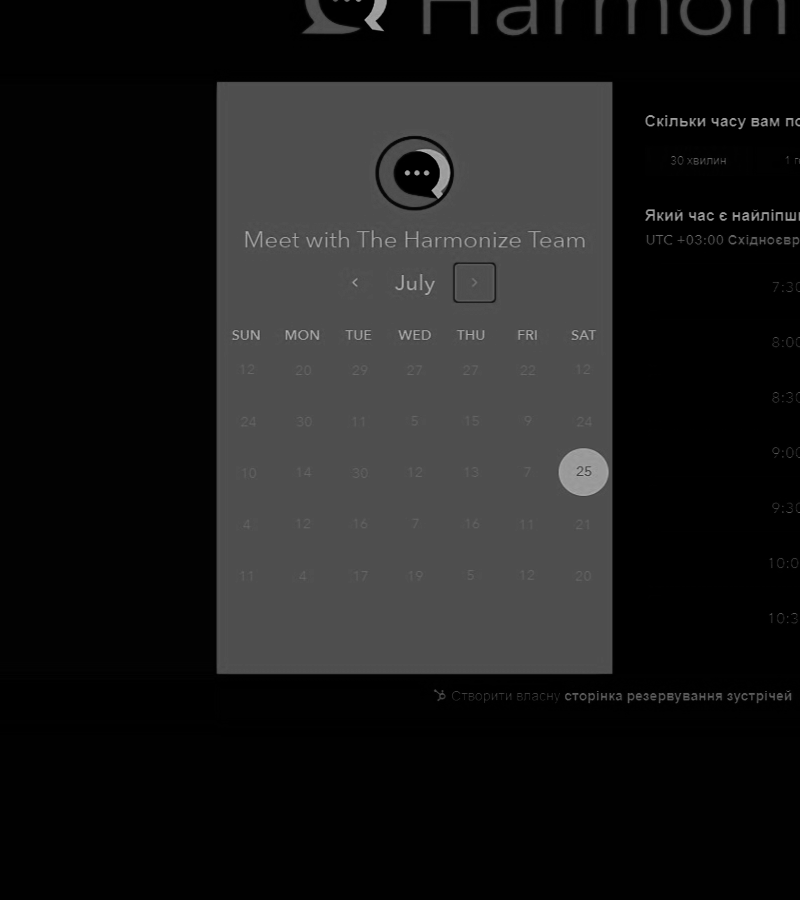 Harmon
Meet with The Harmonize Team
July
SUN MON TUE WED THU FRI SAT
12 20 29 27 27 22 12
24 30 11 5 15 9 24
10 14 30 12 13 7 25
4 12 16 7 16 11 21
11 4 17 19 5 12 20
Скільки часу вам по
30 хвилин 1 г
Який час є найліпши
UTC +03:00 Східноєвр
7:30
8:00
8:30
9:00
9:30
10:0
10:3
Створити власну сторінка резервування зустрічей